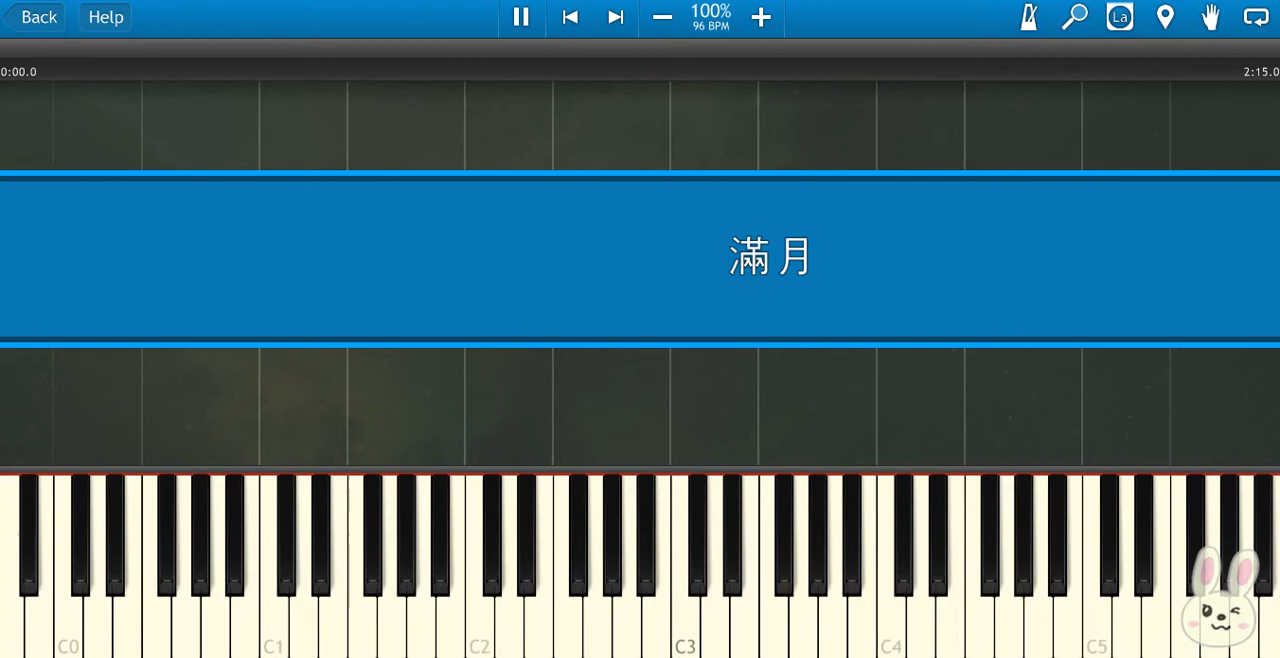 Back Help 100% La
96 BPM
0:00.0 2:15.0
滿月
C0 C1 C2 C3 C4 C5